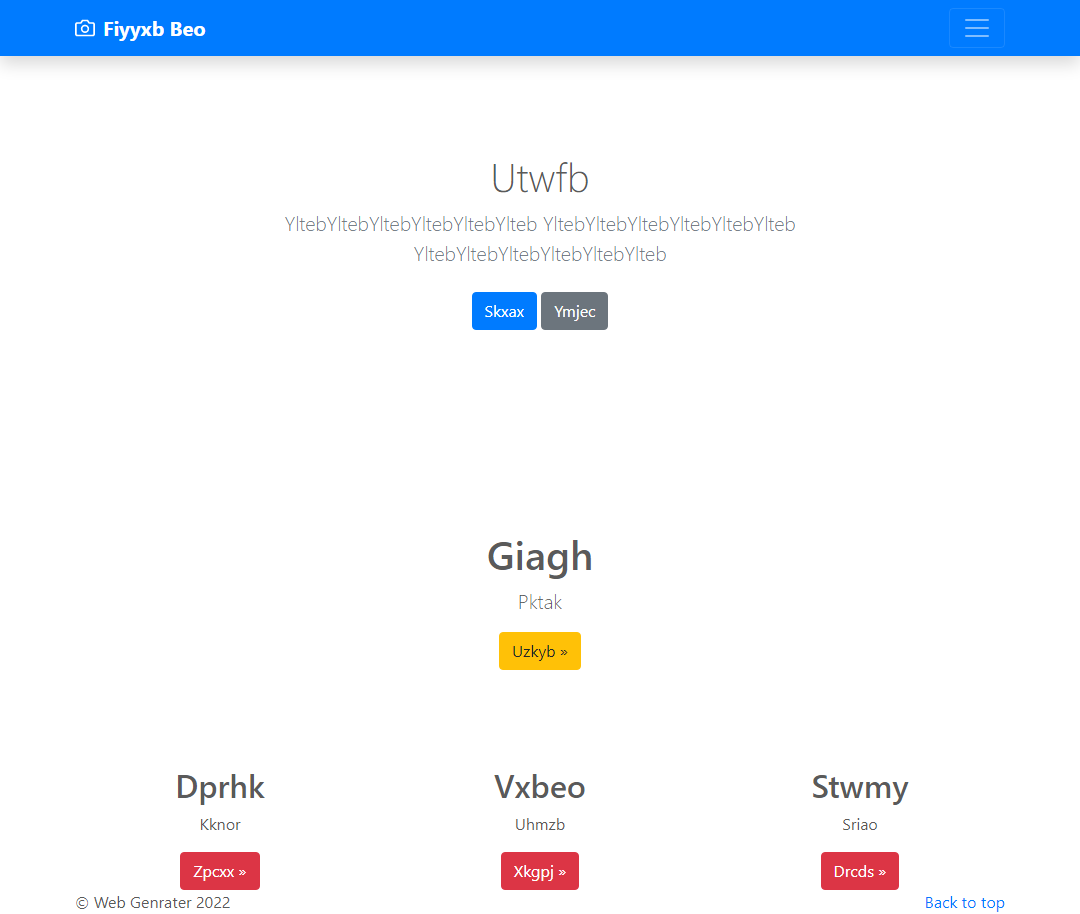 Fiyyxb Beo
Utwfb
YltebYltebYltebYltebYltebYlteb YltebYltebYltebYltebYltebYlteb
YltebYltebYltebYltebYltebYlteb
Skxax Ymjec
Giagh
Pktak
Uzkyb »
Dprhk Vxbeo Stwmy
Kknor Uhmzb Sriao
Zpcxx » Xkgpj » Drcds »
© Web Genrater 2022 Back to top